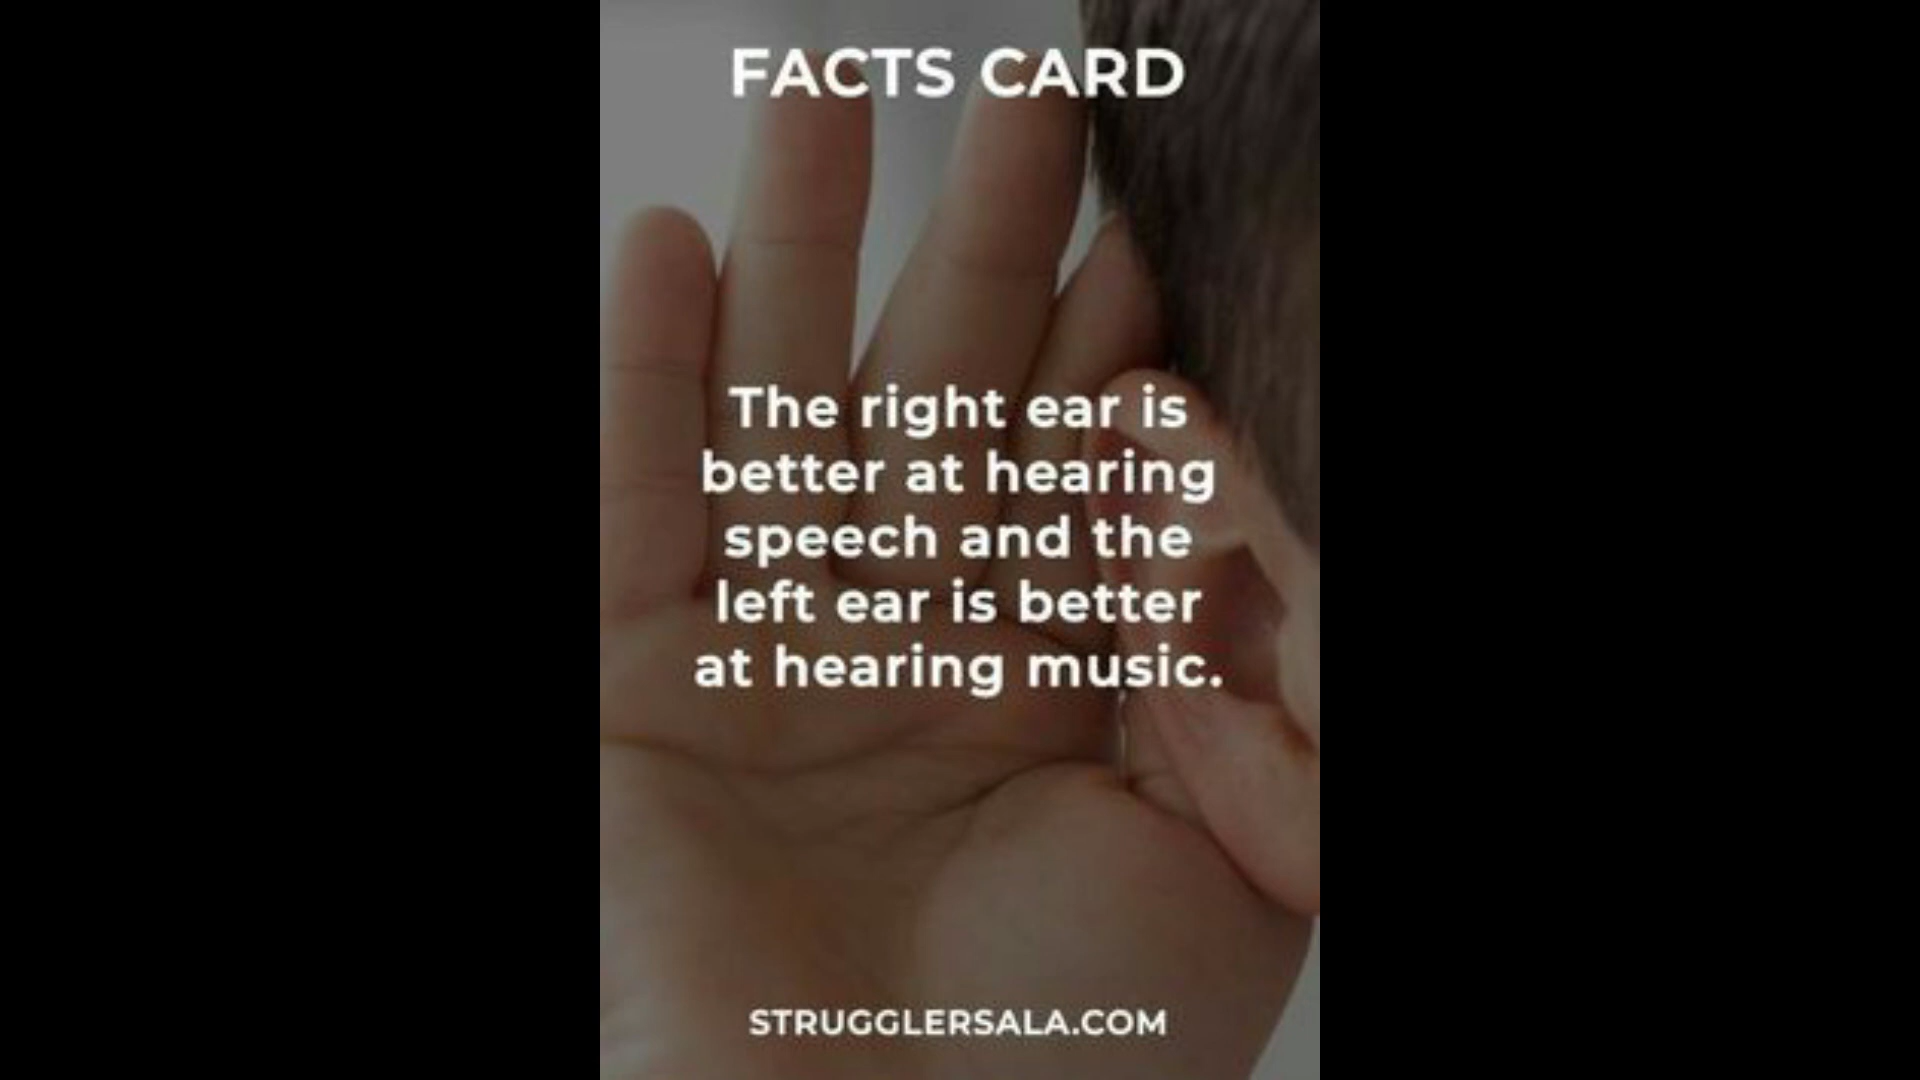 FACTS CARD
The right ear is
better at hearing
speech and the
left ear is better
at hearing music.
STRUGGLERSALA.COM